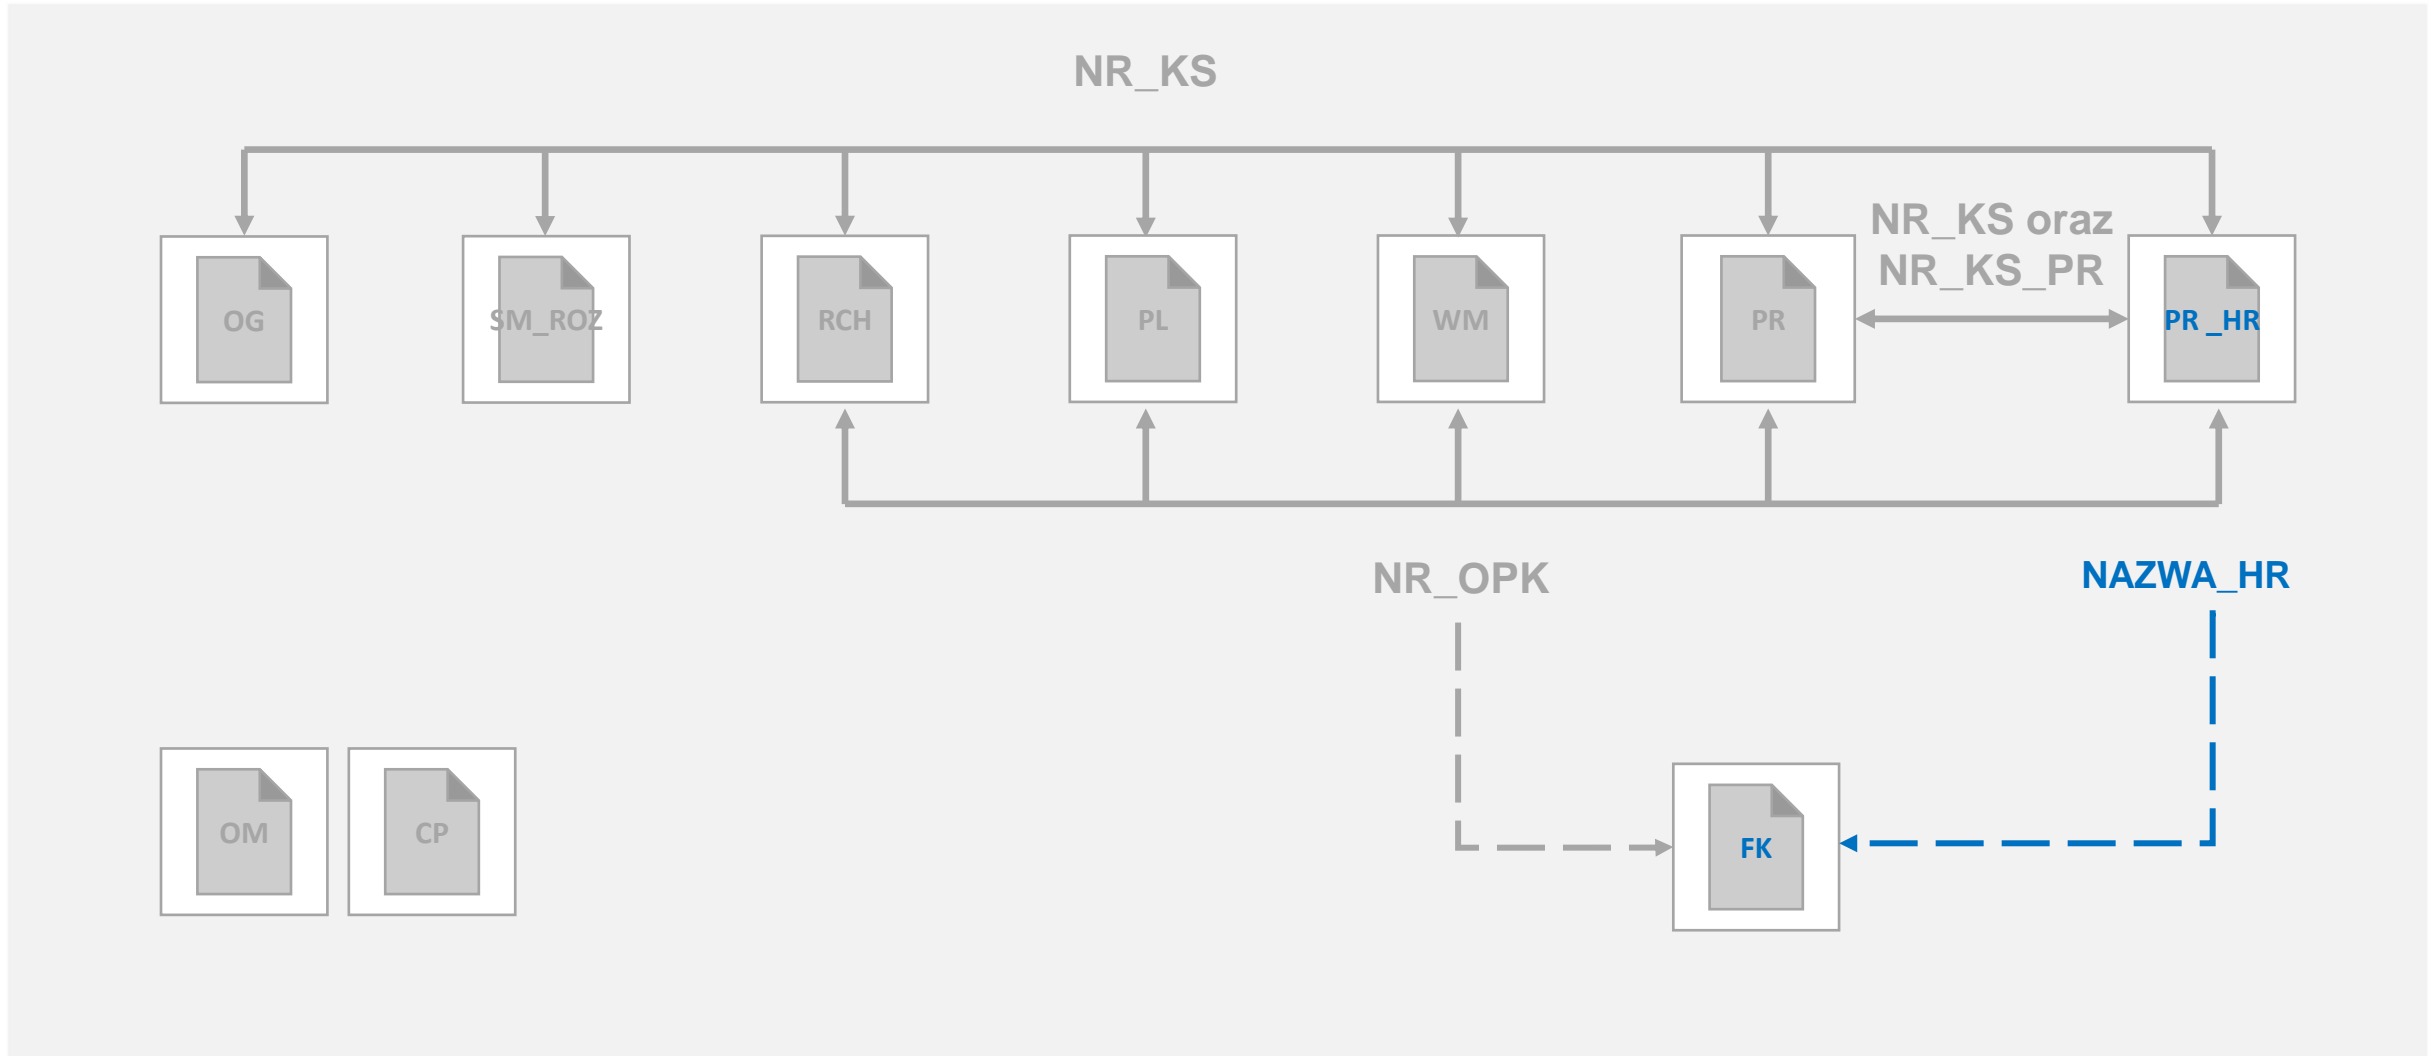 NR_KS
NR_KS oraz
NR_KS_PR
OG
SM_ROZ
RCH
PL
WM
PR
PR _HR
NR_OPK
NAZWA_HR
OM
CP
FK